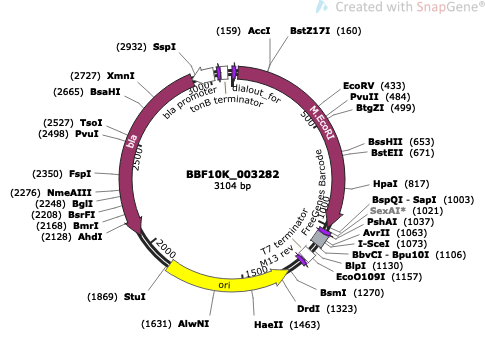 Created with SnapGene®
(159) AccI
BstZ17I (160)
(2932) SspI
(2727) XmnI
(2665) BsaHI
(2527) TsoI
(2498) PvuI
(2350) FspI
(2276) NmeAIII
(2248) BglI
(2208) BsrFI
(2168) BmrI
(2128) AhdI
(1869) StuI
(1631) AlwNI
HaeII (1463)
DrdI (1323)
BsmI (1270)
EcoO109I (1157)
BlpI (1130)
BbvCI - Bpu10I (1106)
I-SceI (1073)
AvrII (1063)
PshAI (1037)
SexAI* (1021)
BspQI - SapI (1003)
HpaI (817)
BstEII (671)
BssHII (653)
BtgZI (499)
PvuII (484)
EcoRV (433)
dialout_for
tonB terminator
bla promoter
M.EcoRI
FreeGenes Barcode
T7 terminator
M13 rev
bla
ori
500
1000
1500
2000
2500
3000
BBF10K_003282
3104 bp